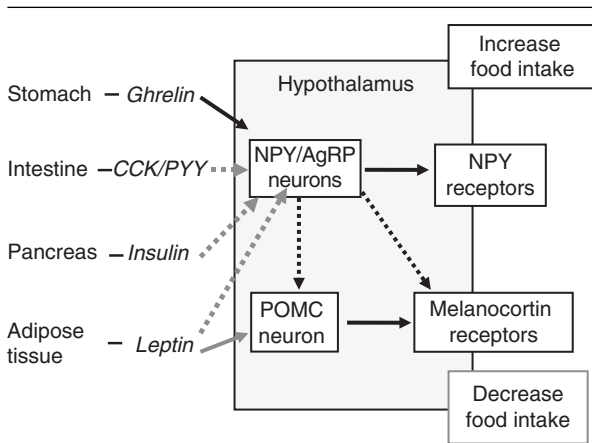 Increase
food intake
Hypothalamus
Stomach – Ghrelin
Intestine – CCK/PYY
NPY/AgRP
neurons
NPY
receptors
Pancreas – Insulin
Adipose
tissue
– Leptin
POMC
neuron
Melanocortin
receptors
Decrease
food intake